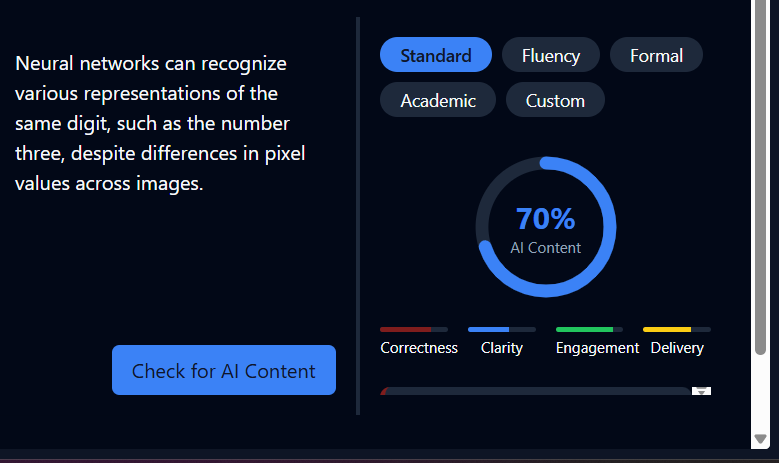 Neural networks can recognize
various representations of the
same digit, such as the number
three, despite differences in pixel
values across images.
Check for AI Content
Standard Fluency Formal
Academic Custom
70%
AI Content
Correctness Clarity Engagement Delivery